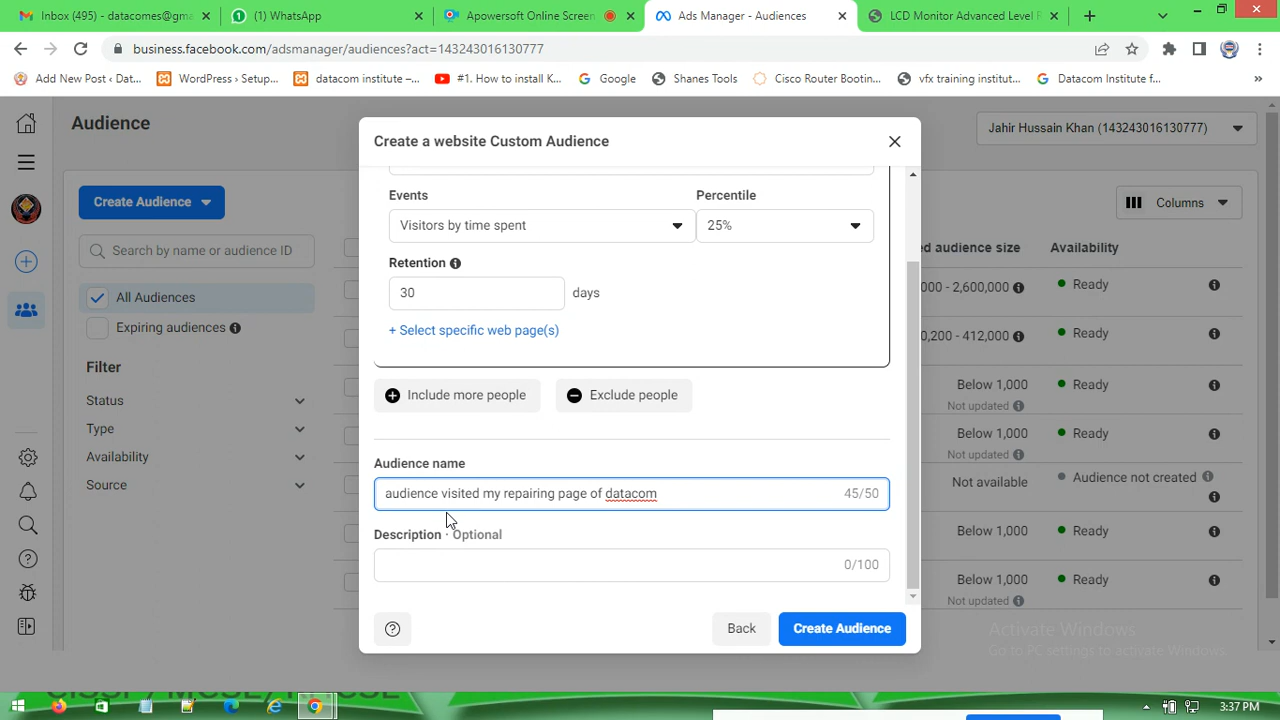 Inbox (495) - datacomes@gma
(1) WhatsApp
Apowersoft Online Screen
Ads Manager - Audiences
LCD Monitor Advanced Level R
business.facebook.com/adsmanager/audiences?act=143243016130777
Add New Post ‹ Dat...
WordPress › Setup...
datacom institute –...
#1. How to install K...
Google
Shanes Tools
Cisco Router Bootin...
vfx training institut...
Datacom Institute f...
Audience
Jahir Hussain Khan (143243016130777)
Create a website Custom Audience
Create Audience
Columns
Events
Percentile
Visitors by time spent
25%
Search by name or audience ID
d audience size
Availability
Retention
30
days
All Audiences
000 - 2,600,000
Ready
Expiring audiences
+ Select specific web page(s)
0,200 - 412,000
Ready
Filter
Below 1,000
Ready
Status
Include more people
Exclude people
Not updated
Type
Below 1,000
Ready
Availability
Not updated
Audience name
Source
Not available
Audience not created
audience visited my repairing page of datacom
45/50
Description · Optional
Below 1,000
Ready
0/100
Below 1,000
Ready
Not updated
Back
Create Audience
Activate Windows
Go to PC settings to activate Windows.
3:37 PM